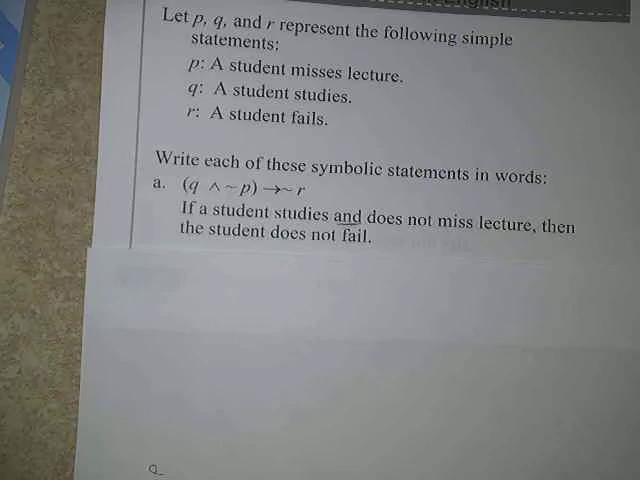 Let p, q, and r represent the following simple
statements:
p: A student misses lecture.
q: A student studies.
r: A student fails.
Write each of these symbolic statements in words:
a. (q ∧ ~p) →~ r
If a student studies and does not miss lecture, then
the student does not fail.